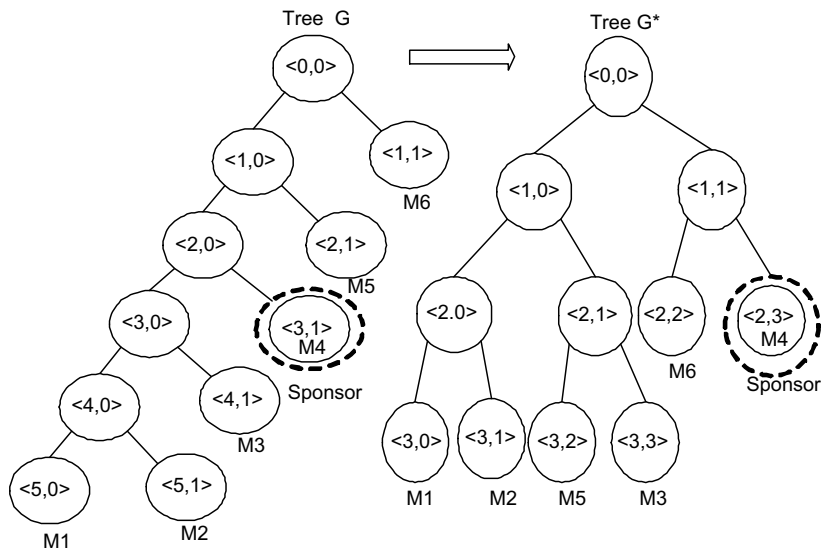 Tree G
<0,0>
<1,0>
<1,1>
M6
<2,0>
<2,1>
M5
<3,0>
<3,1>
M4
Sponsor
<4,0>
<4,1>
M3
<5,0>
<5,1>
M1
M2
Tree G*
<0,0>
<1,0>
<1,1>
<2.0>
<2,1>
<2,2>
<2,3>
M4
M6
Sponsor
<3,0>
<3,1>
<3,2>
<3,3>
M1
M2
M5
M3